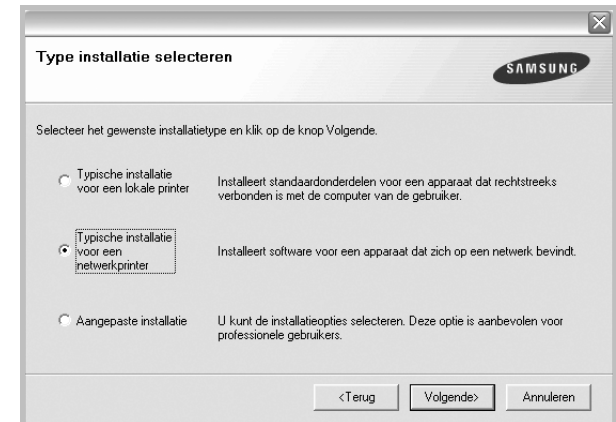 Type installatie selecteren
SAMSUNG
Selecteer het gewenste installatietype en klik op de knop Volgende.
Typische installatie
voor een lokale printer
Installeert standaardonderdelen voor een apparaat dat rechtstreeks
verbonden is met de computer van de gebruiker.
Typische installatie
voor een
netwerkprinter
Installeert software voor een apparaat dat zich op een netwerk bevindt.
Aangepaste installatie
U kunt de installatieopties selecteren. Deze optie is aanbevolen voor
professionele gebruikers.
<Terug
Volgende>
Annuleren